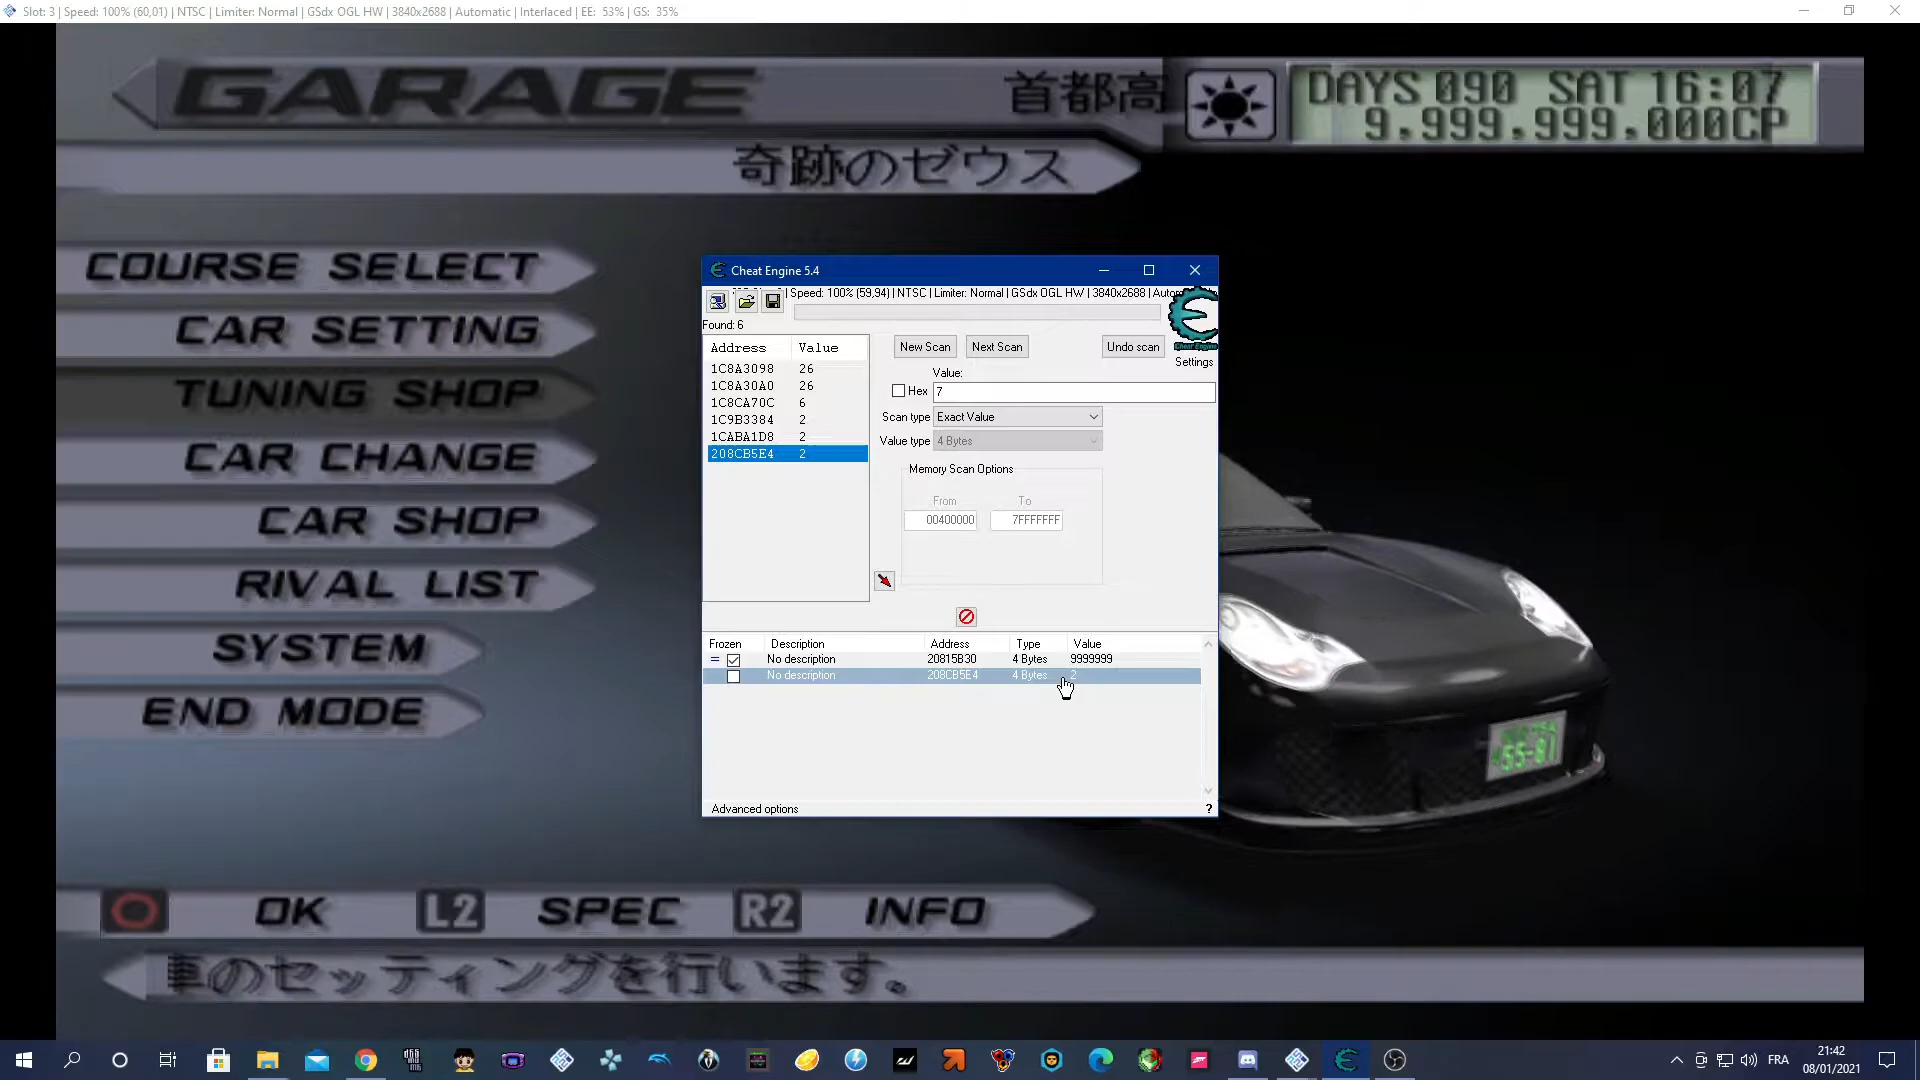 Slot: 3 | Speed: 100% (60,01) | NTSC | Limiter: Normal | GSdx OGL HW | 3840x2688 | Automatic | Interlaced | EE: 53% | GS: 35%
GARAGE
首都高
DAYS 090 SAT 16:07
9.999.999.000CP
奇跡のゼウス
COURSE SELECT
CAR SETTING
TUNING SHOP
CAR CHANGE
CAR SHOP
RIVAL LIST
SYSTEM
END MODE
Cheat Engine 5.4
| Speed: 100% (59,94) | NTSC | Limiter: Normal | GSdx OGL HW | 3840x2688 |
Found: 6
Address Value
1C8A3098 26
1C8A30A0 26
1C8CA70C 6
1C9B3384 2
1CABA1D8 2
208CB5E4 2
New Scan Next Scan Undo scan
Cheat Engine
Settings
Value:
Hex 7
Scan type Exact Value
Value type 4 Bytes
Memory Scan Options
From To
00400000 7FFFFFFF
Frozen Description Address Type Value
= No description 20815B30 4 Bytes 9999999
No description 208CB5E4 4 Bytes 2
Advanced options ?
55-81
OK L2 SPEC R2 INFO
車のセッティングを行います。
FRA
21:42
08/01/2021